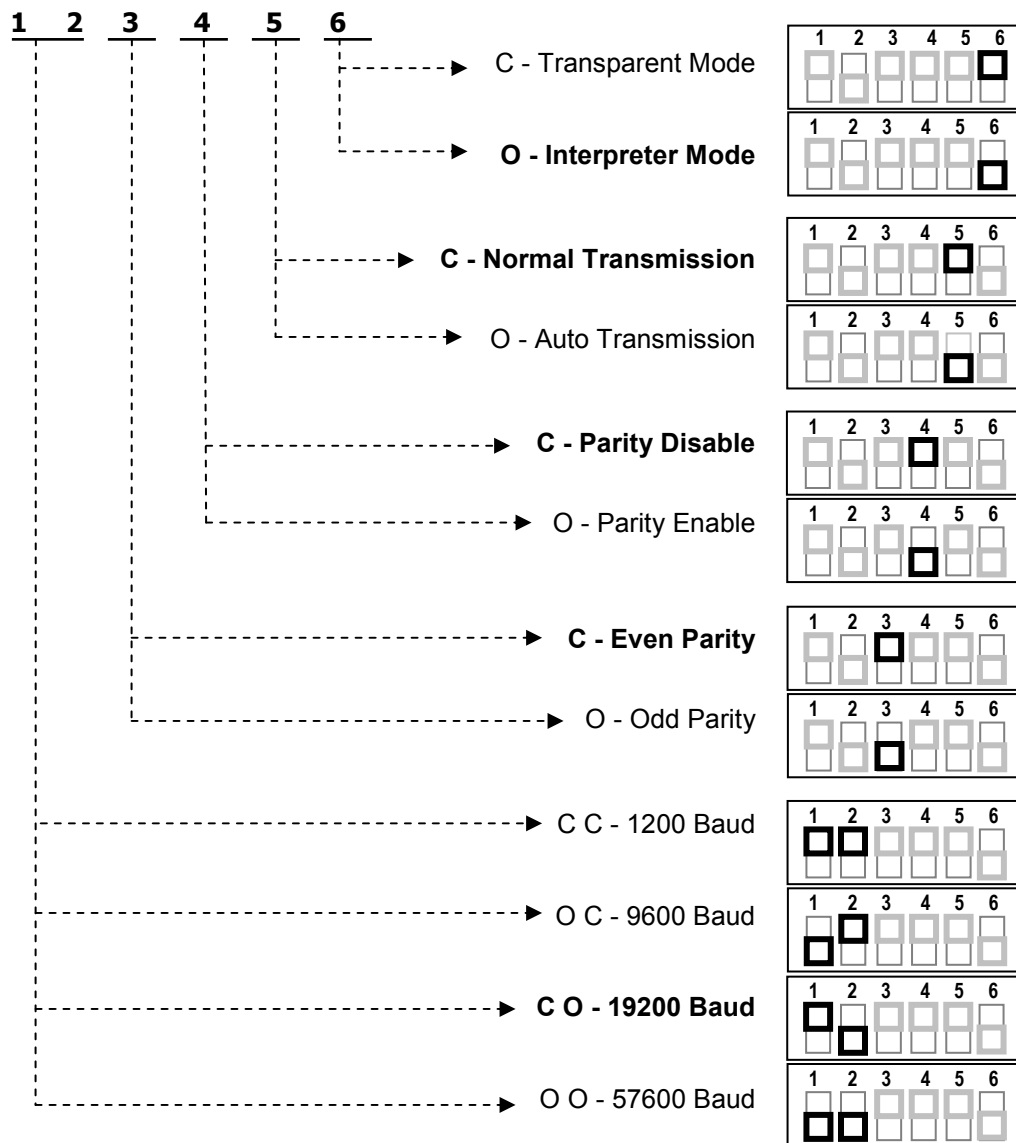 1 2 3 4 5 6
C - Transparent Mode
1 2 3 4 5 6
O - Interpreter Mode
1 2 3 4 5 6
C - Normal Transmission
1 2 3 4 5 6
O - Auto Transmission
1 2 3 4 5 6
C - Parity Disable
1 2 3 4 5 6
O - Parity Enable
1 2 3 4 5 6
C - Even Parity
1 2 3 4 5 6
O - Odd Parity
1 2 3 4 5 6
C C - 1200 Baud
1 2 3 4 5 6
O C - 9600 Baud
1 2 3 4 5 6
C O - 19200 Baud
1 2 3 4 5 6
O O - 57600 Baud
1 2 3 4 5 6